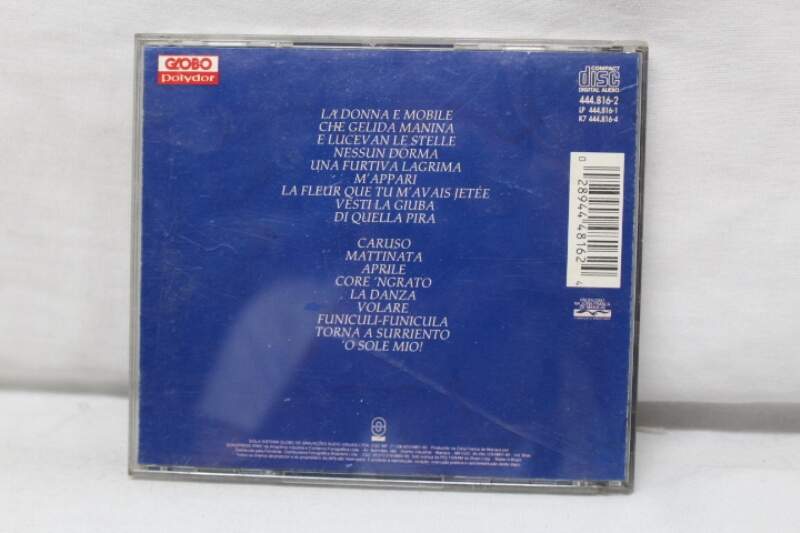 GLOBO
Polydor
COMPACT
disc
DIGITAL AUDIO
444.816-2
LP 444.816-1
K7 444.816-4
LA DONNA E MOBILE
CHE GELIDA MANINA
E LUCEVAN LE STELLE
NESSUN DORMA
UNA FURTIVA LAGRIMA
M'APPARI
LA FLEUR QUE TU M'AVAIS JETÉE
VESTI LA GIUBA
DI QUELLA PIRA
CARUSO
MATTINATA
APRILE
CORE 'NGRATO
LA DANZA
VOLARE
FUNICULI-FUNICULA
TORNA A SURRIENTO
'O SOLE MIO!
0 28944 48162 4